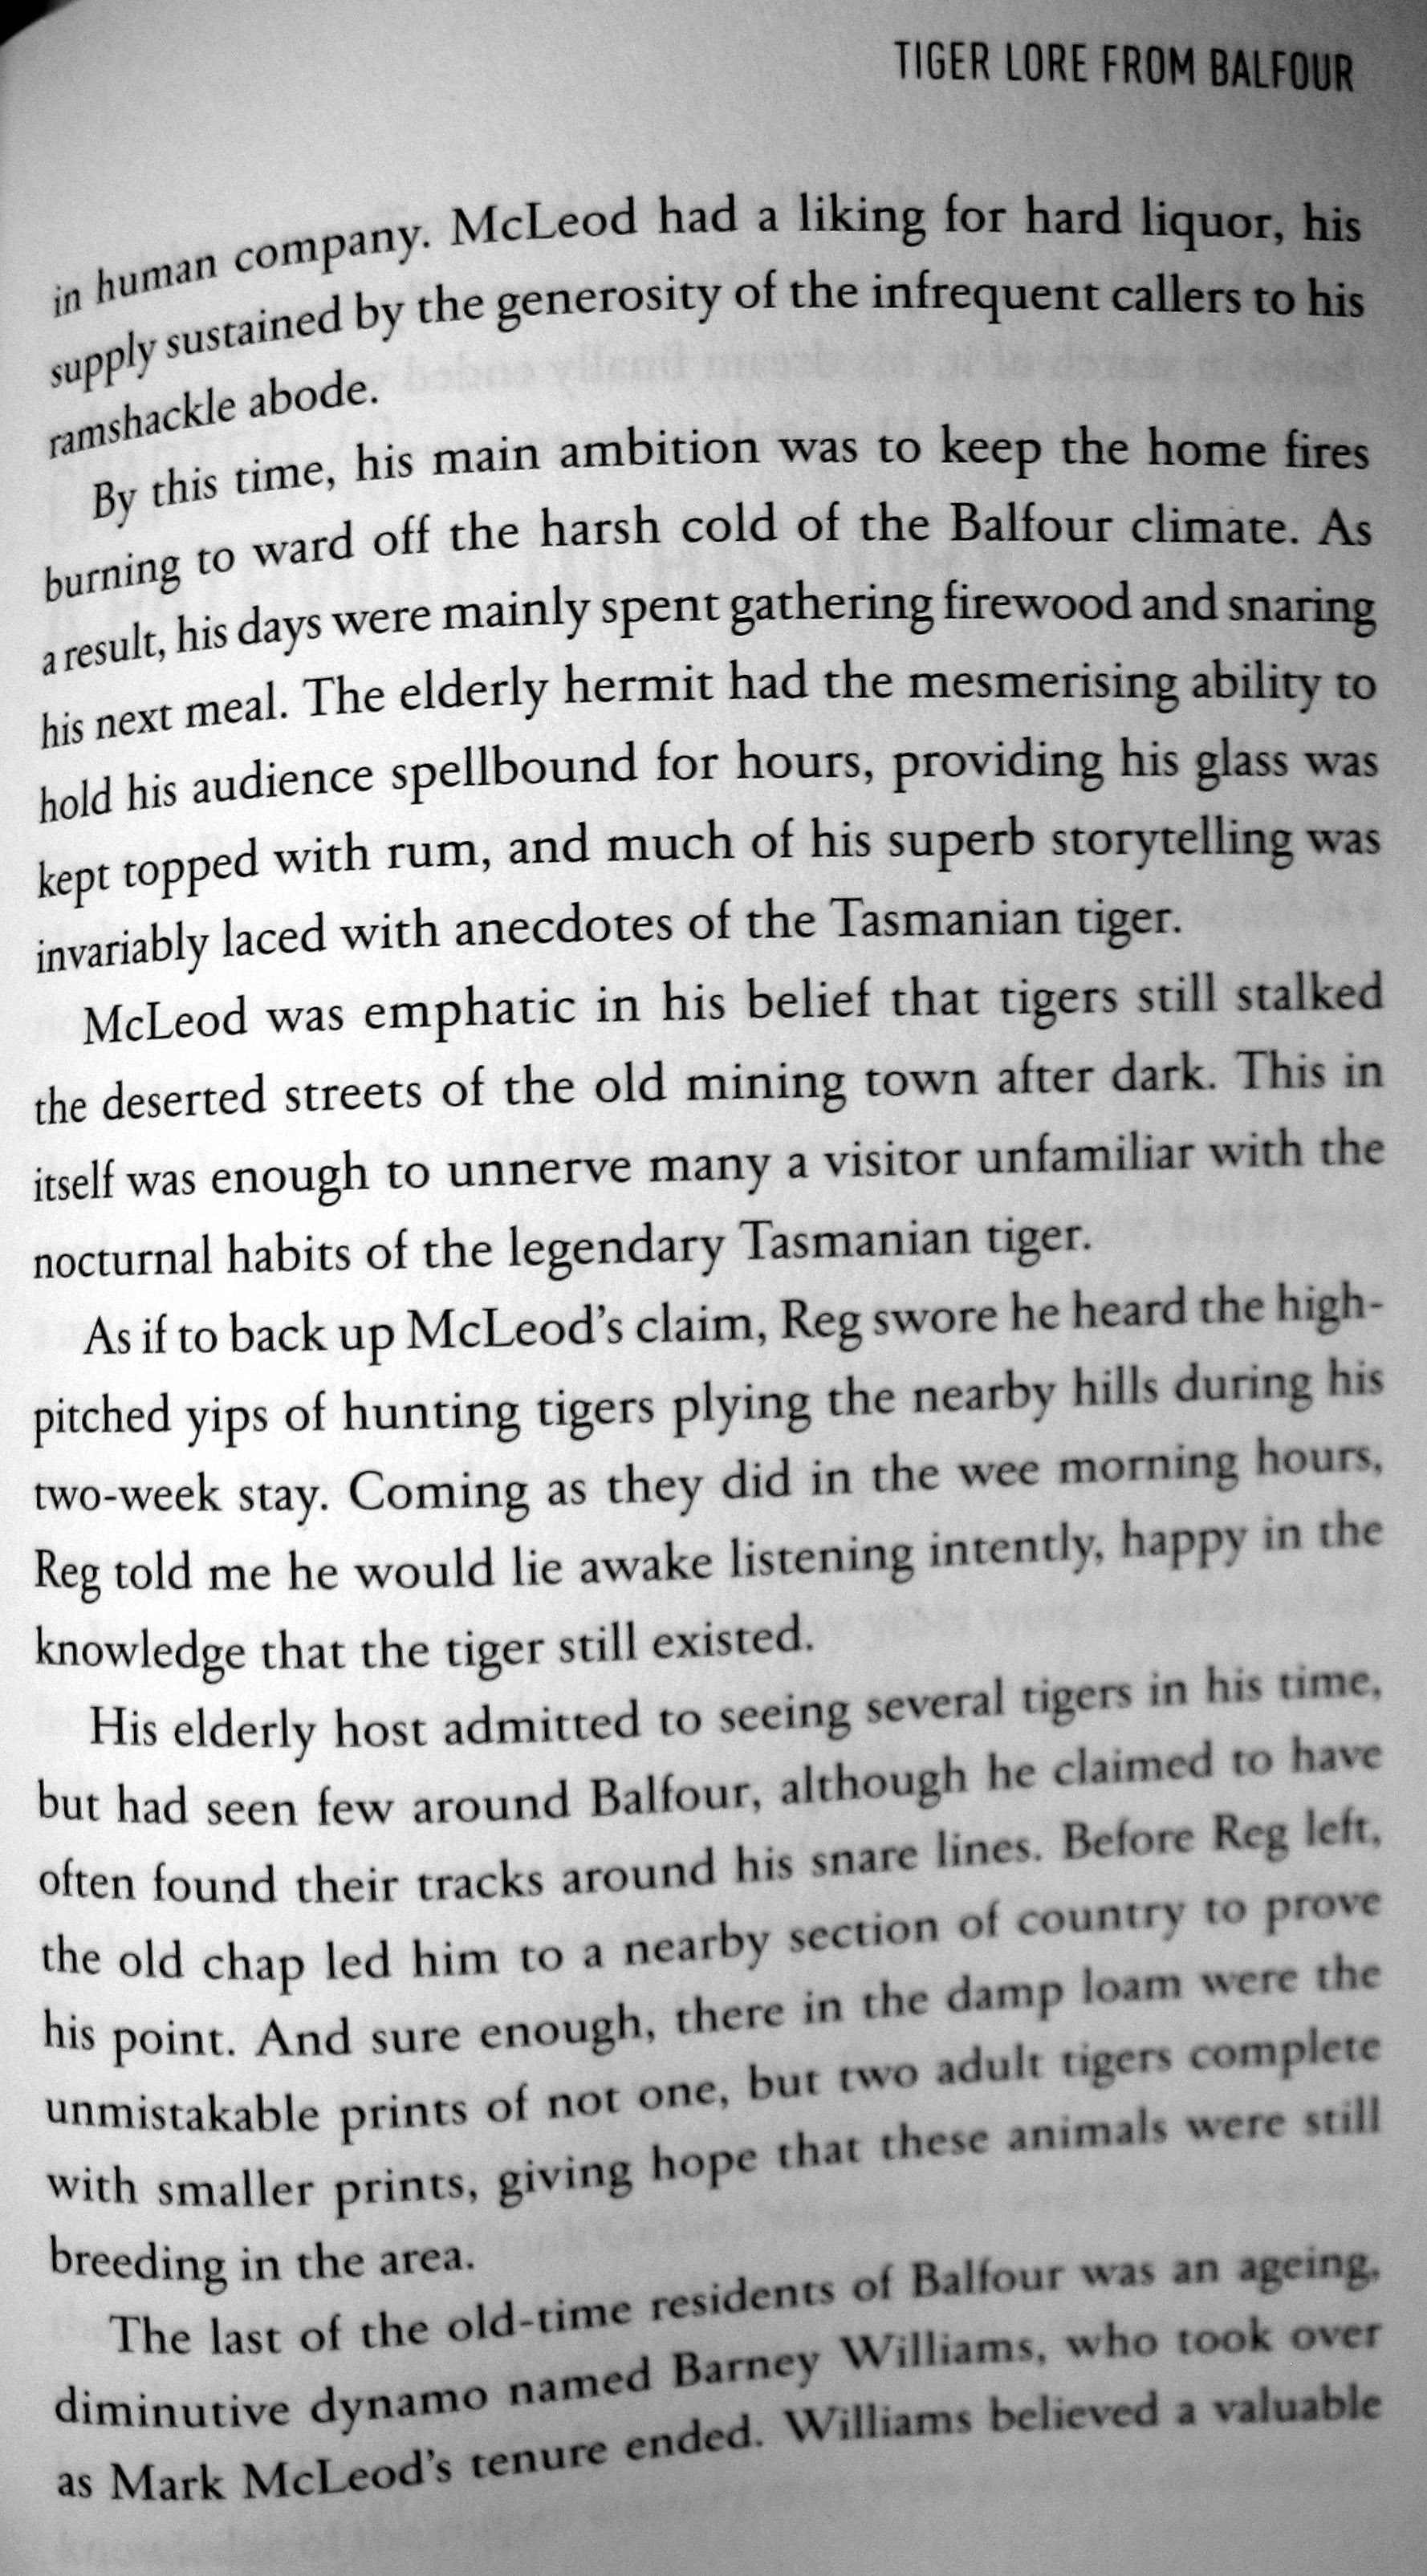 TIGER LORE FROM BALFOUR
in human company. McLeod had a liking for hard liquor, his
supply sustained by the generosity of the infrequent callers to his
ramshackle abode.
By this time, his main ambition was to keep the home fires
burning to ward off the harsh cold of the Balfour climate. As
a result, his days were mainly spent gathering firewood and snaring
his next meal. The elderly hermit had the mesmerising ability to
hold his audience spellbound for hours, providing his glass was
kept topped with rum, and much of his superb storytelling was
invariably laced with anecdotes of the Tasmanian tiger.
McLeod was emphatic in his belief that tigers still stalked
the deserted streets of the old mining town after dark. This in
itself was enough to unnerve many a visitor unfamiliar with the
nocturnal habits of the legendary Tasmanian tiger.
As if to back up McLeod's claim, Reg swore he heard the high-
pitched yips of hunting tigers plying the nearby hills during his
two-week stay. Coming as they did in the wee morning hours,
Reg told me he would lie awake listening intently, happy in the
knowledge that the tiger still existed.
His elderly host admitted to seeing several tigers in his time,
but had seen few around Balfour, although he claimed to have
often found their tracks around his snare lines. Before Reg left,
the old chap led him to a nearby section of country to prove
his point. And sure enough, there in the damp loam were the
unmistakable prints of not one, but two adult tigers complete
with smaller prints, giving hope that these animals were still
breeding in the area.
The last of the old-time residents of Balfour was an ageing,
diminutive dynamo named Barney Williams, who took over
as Mark McLeod's tenure ended. Williams believed a valuable